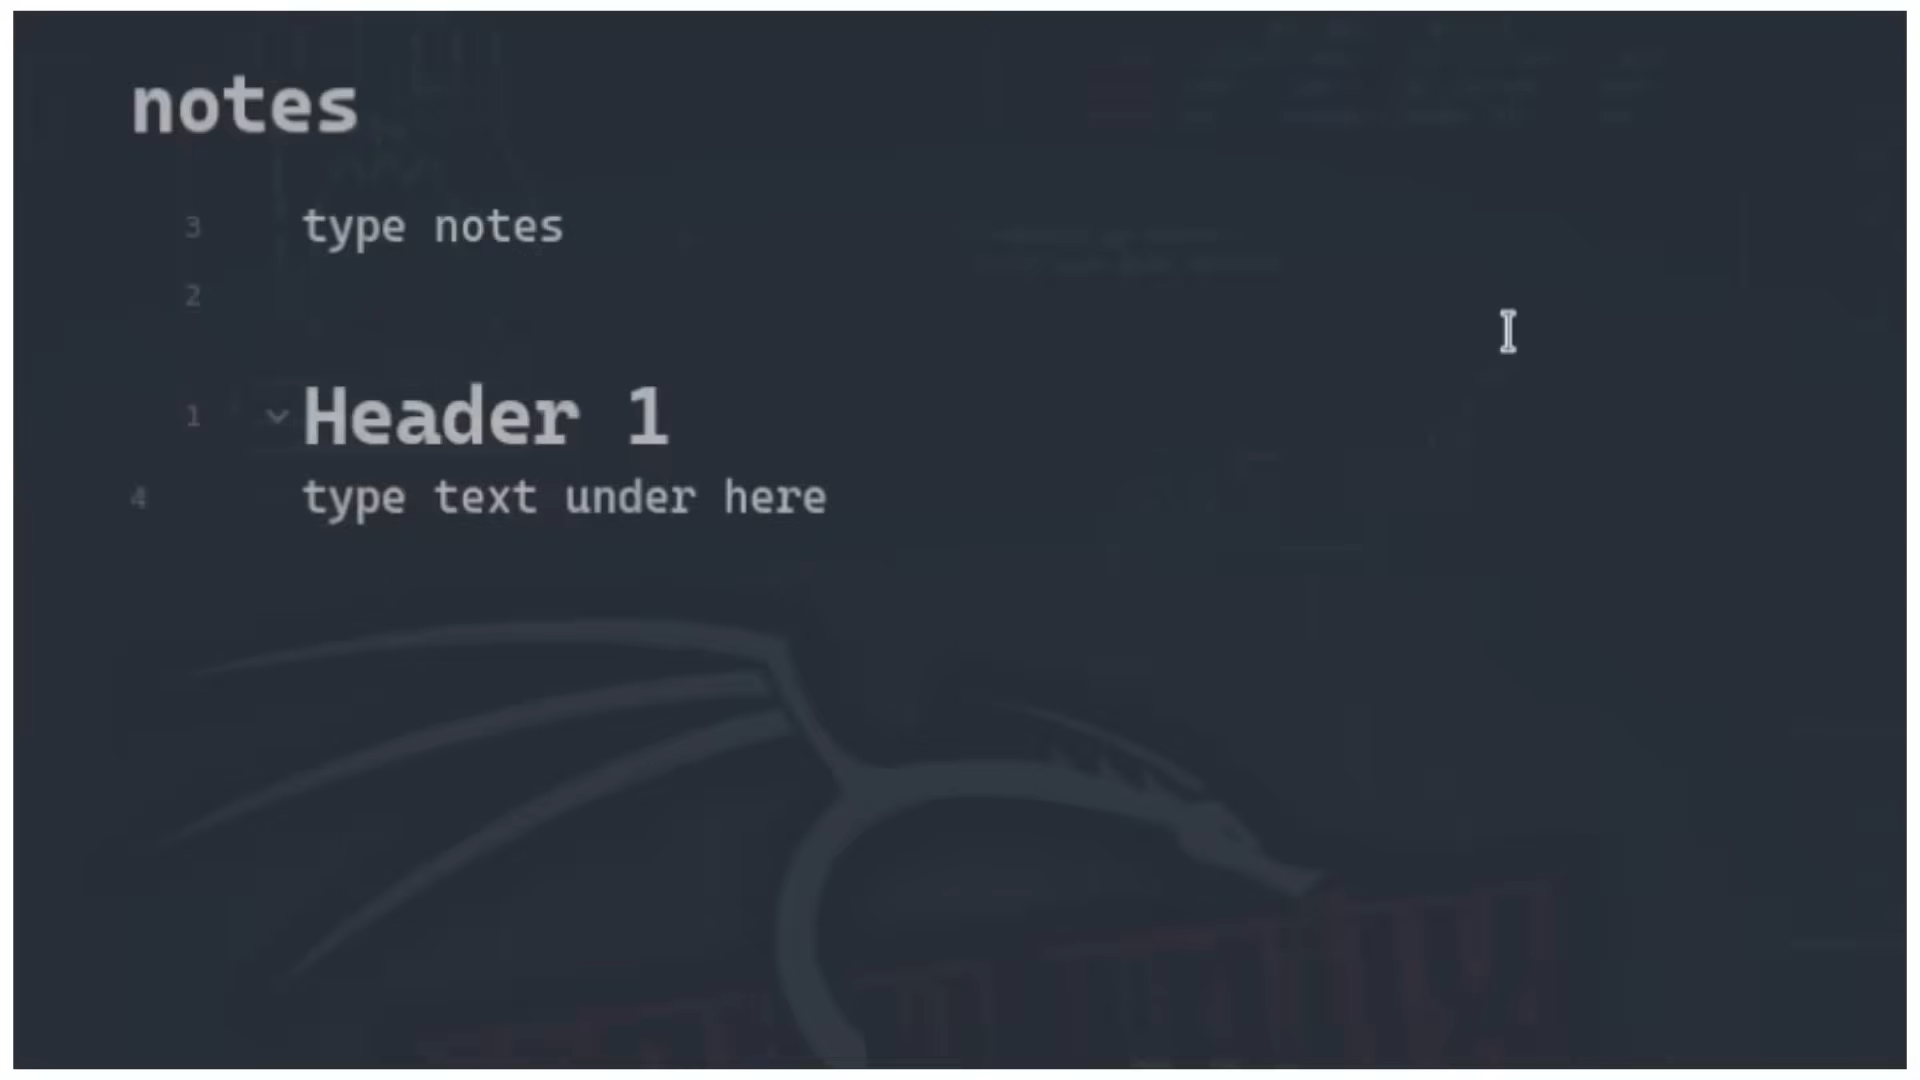 notes
3 type notes
2
1 Header 1
4 type text under here